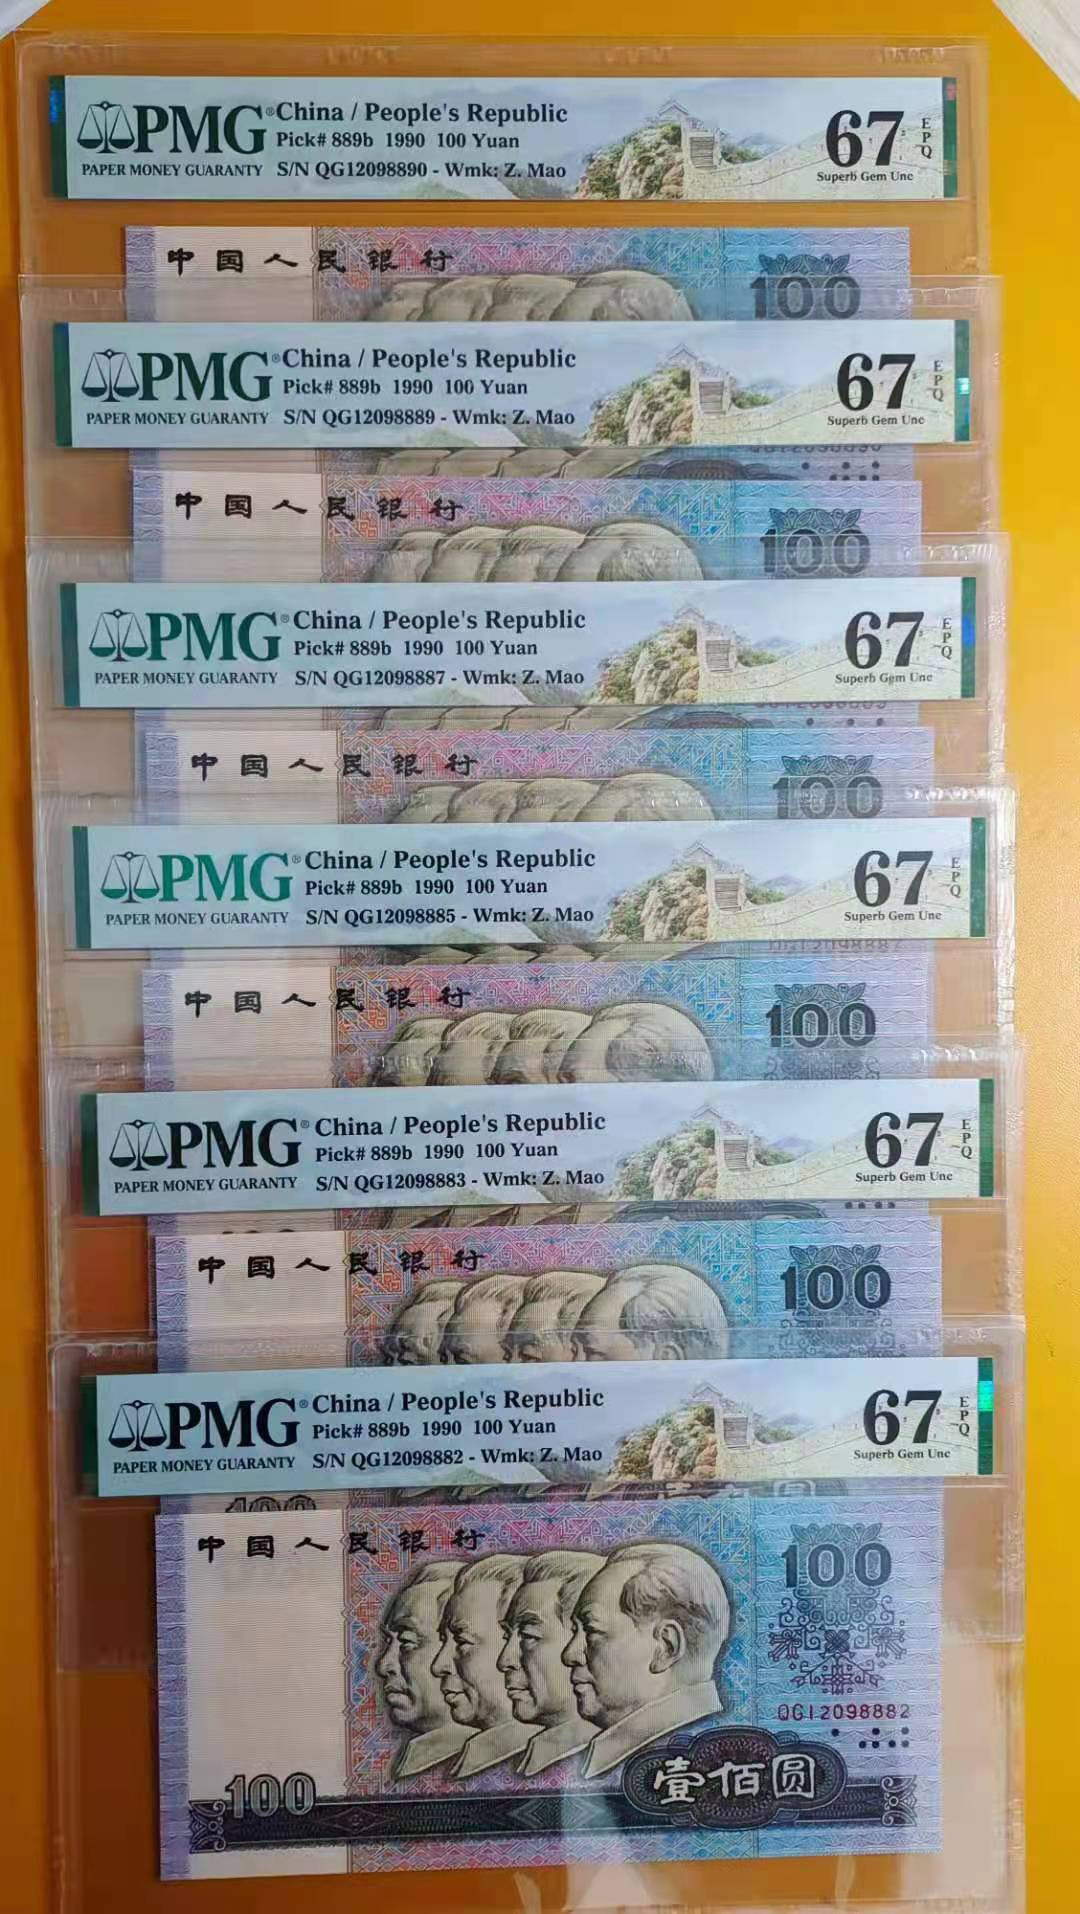 PMG® China / People's Republic
Pick# 889b 1990 100 Yuan
PAPER MONEY GUARANTY S/N QG12098890 - Wmk: Z. Mao
67 EPQ
Superb Gem Unc
中国人民银行
100
PMG® China / People's Republic
Pick# 889b 1990 100 Yuan
PAPER MONEY GUARANTY S/N QG12098889 - Wmk: Z. Mao
67 EPQ
Superb Gem Unc
中国人民银行
100
PMG® China / People's Republic
Pick# 889b 1990 100 Yuan
PAPER MONEY GUARANTY S/N QG12098887 - Wmk: Z. Mao
67 EPQ
Superb Gem Unc
中国人民银行
100
PMG® China / People's Republic
Pick# 889b 1990 100 Yuan
PAPER MONEY GUARANTY S/N QG12098885 - Wmk: Z. Mao
67 EPQ
Superb Gem Unc
中国人民银行
100
PMG® China / People's Republic
Pick# 889b 1990 100 Yuan
PAPER MONEY GUARANTY S/N QG12098883 - Wmk: Z. Mao
67 EPQ
Superb Gem Unc
中国人民银行
100
PMG® China / People's Republic
Pick# 889b 1990 100 Yuan
PAPER MONEY GUARANTY S/N QG12098882 - Wmk: Z. Mao
67 EPQ
Superb Gem Unc
中国人民银行
100
QG12098882
壹佰圆
100